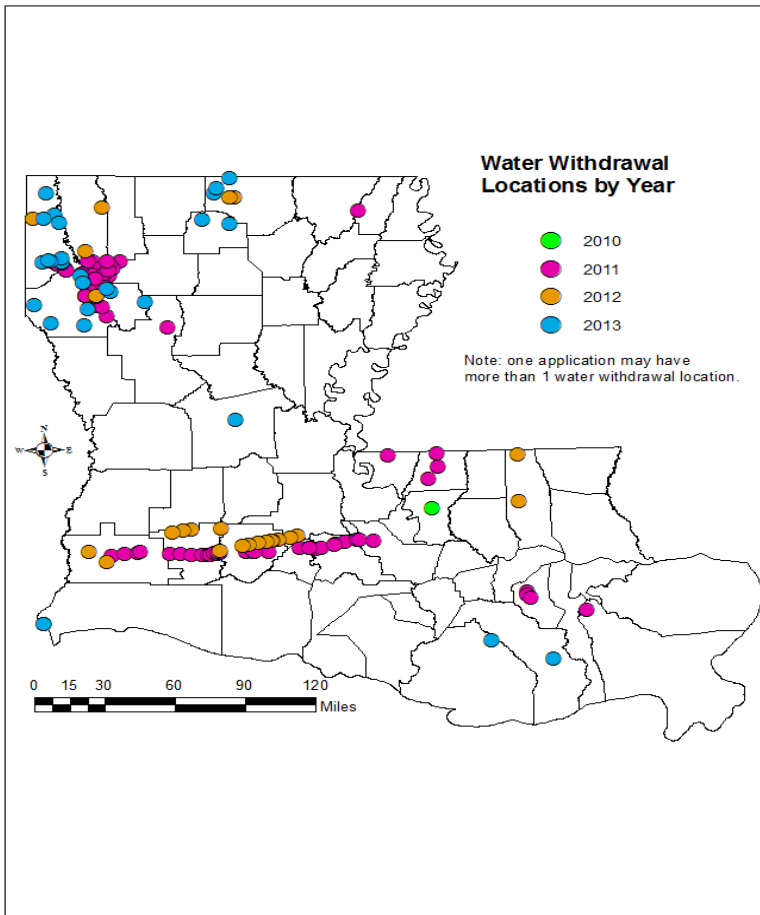 Water Withdrawal
Locations by Year
2010
2011
2012
2013
Note: one application may have
more than 1 water withdrawal location.
N
W E
S
0 15 30 60 90 120
Miles